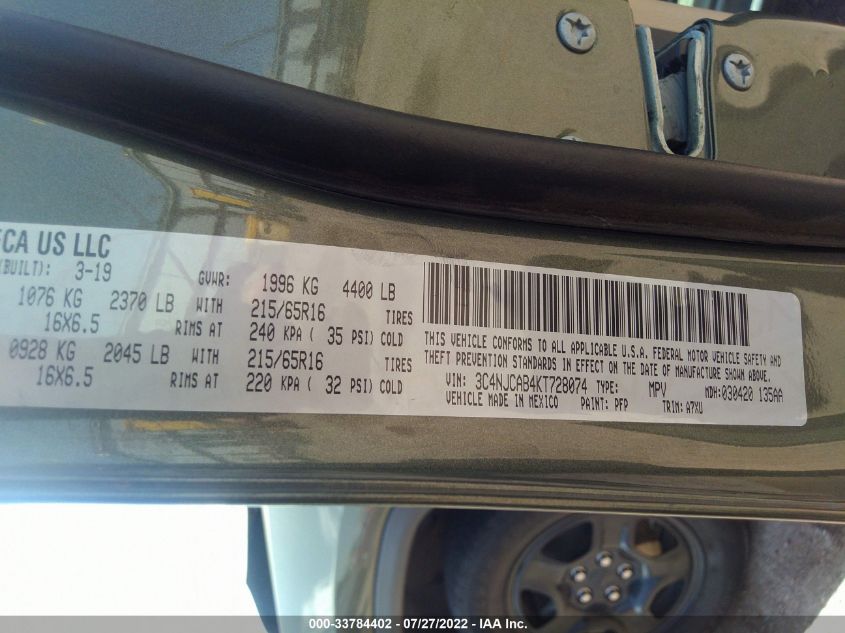 FCA US LLC
(BUILT): 3-19 GVWR: 1996 KG 4400 LB
1076 KG 2370 LB WITH 215/65R16 TIRES
16X6.5 RIMS AT 240 KPA ( 35 PSI) COLD
0928 KG 2045 LB WITH 215/65R16 TIRES
16X6.5 RIMS AT 220 KPA ( 32 PSI) COLD
THIS VEHICLE CONFORMS TO ALL APPLICABLE U.S.A. FEDERAL MOTOR VEHICLE SAFETY AND
THEFT PREVENTION STANDARDS IN EFFECT ON THE DATE OF MANUFACTURE SHOWN ABOVE.
VIN: 3C4NJCAB4KT728074 TYPE: MPV MDH:030420 135AA
VEHICLE MADE IN MEXICO PAINT: PFP TRIM: A7XU
000-33784402 - 07/27/2022 - IAA Inc.